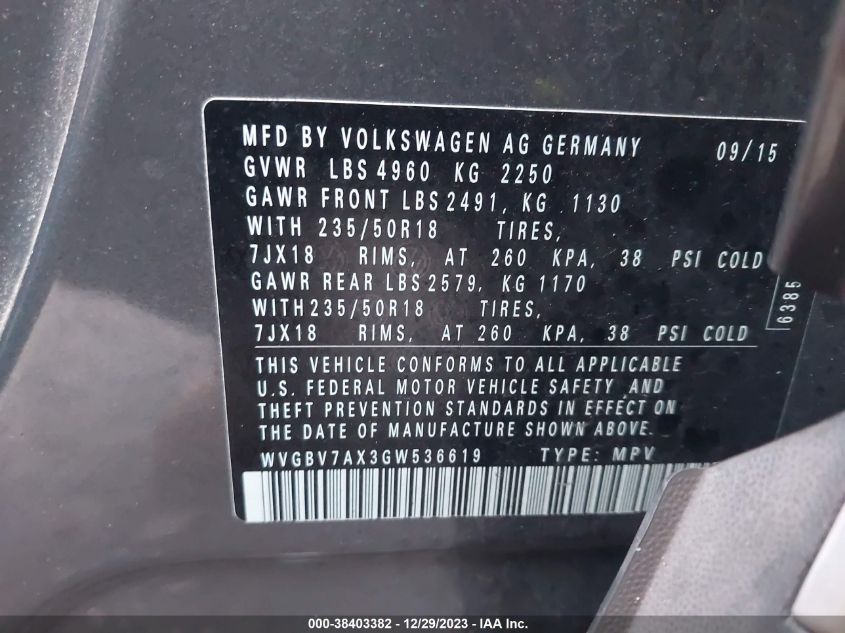 MFD BY VOLKSWAGEN AG GERMANY 09/15
GVWR LBS 4960 KG 2250
GAWR FRONT LBS 2491, KG 1130
WITH 235/50R18 TIRES,
7JX18 RIMS, AT 260 KPA, 38 PSI COLD
GAWR REAR LBS 2579, KG 1170
WITH 235/50R18 TIRES,
7JX18 RIMS, AT 260 KPA, 38 PSI COLD
6385
THIS VEHICLE CONFORMS TO ALL APPLICABLE
U.S. FEDERAL MOTOR VEHICLE SAFETY AND
THEFT PREVENTION STANDARDS IN EFFECT ON
THE DATE OF MANUFACTURE SHOWN ABOVE.
WVGBV7AX3GW536619 TYPE: MPV
000-38403382 - 12/29/2023 - IAA Inc.